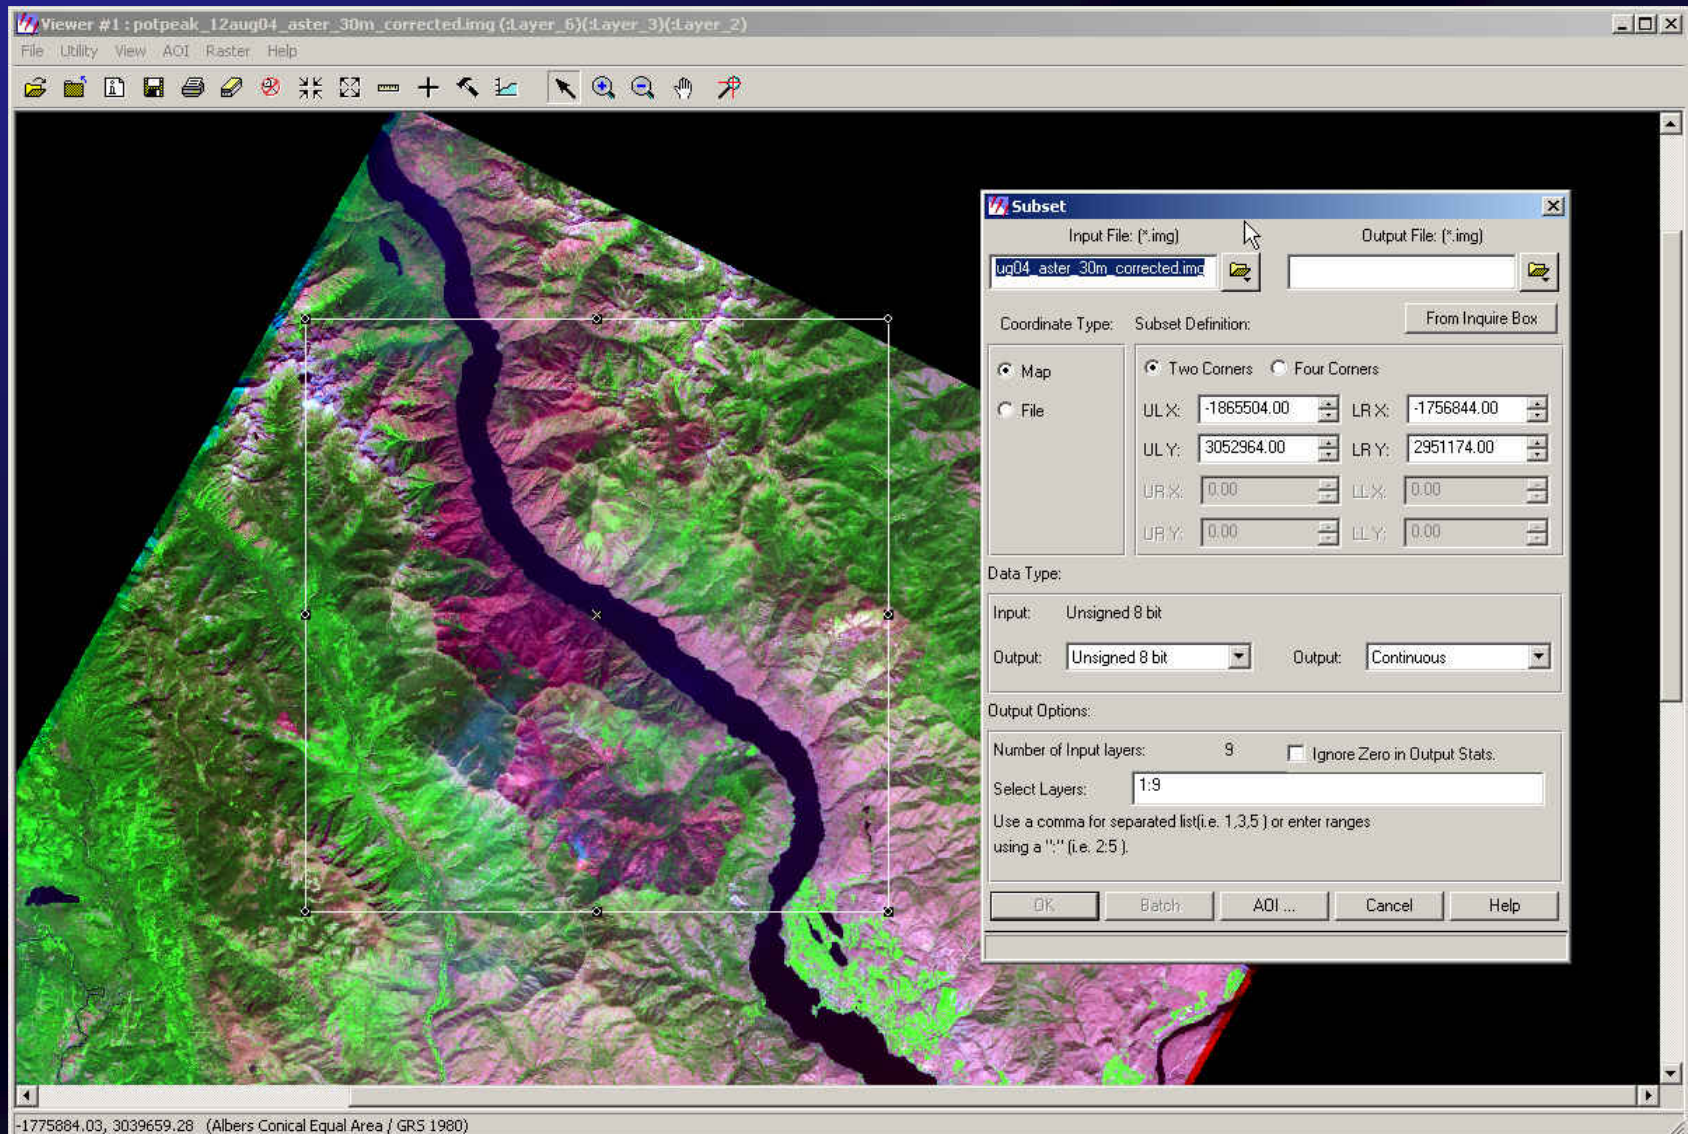 Viewer #1 : potpeak_12aug04_aster_30m_corrected.img (:Layer_6)(:Layer_3)(:Layer_2)
File Utility View AOI Raster Help
Subset
Input File: (*.img) Output File: (*.img)
ug04_aster_30m_corrected.img
Coordinate Type: Subset Definition: From Inquire Box
Map Two Corners Four Corners
File UL X: -1865504.00 LR X: -1756844.00
UL Y: 3052964.00 LR Y: 2951174.00
UR X: 0.00 LL X: 0.00
UR Y: 0.00 LL Y: 0.00
Data Type:
Input: Unsigned 8 bit
Output: Unsigned 8 bit Output: Continuous
Output Options:
Number of Input layers: 9 Ignore Zero in Output Stats.
Select Layers: 1:9
Use a comma for separated list(i.e. 1,3,5 ) or enter ranges
using a ":" (i.e. 2:5 ).
OK Batch AOI ... Cancel Help
-1775884.03, 3039659.28 (Albers Conical Equal Area / GRS 1980)